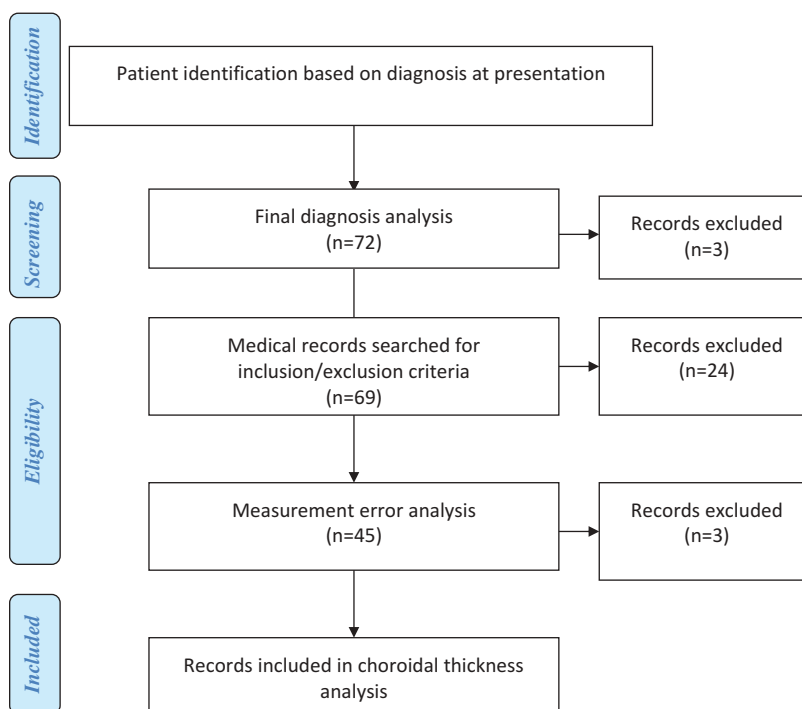 Identification
Patient identification based on diagnosis at presentation
Screening
Final diagnosis analysis
(n=72)
Records excluded
(n=3)
Eligibility
Medical records searched for
inclusion/exclusion criteria
(n=69)
Records excluded
(n=24)
Measurement error analysis
(n=45)
Records excluded
(n=3)
Included
Records included in choroidal thickness
analysis